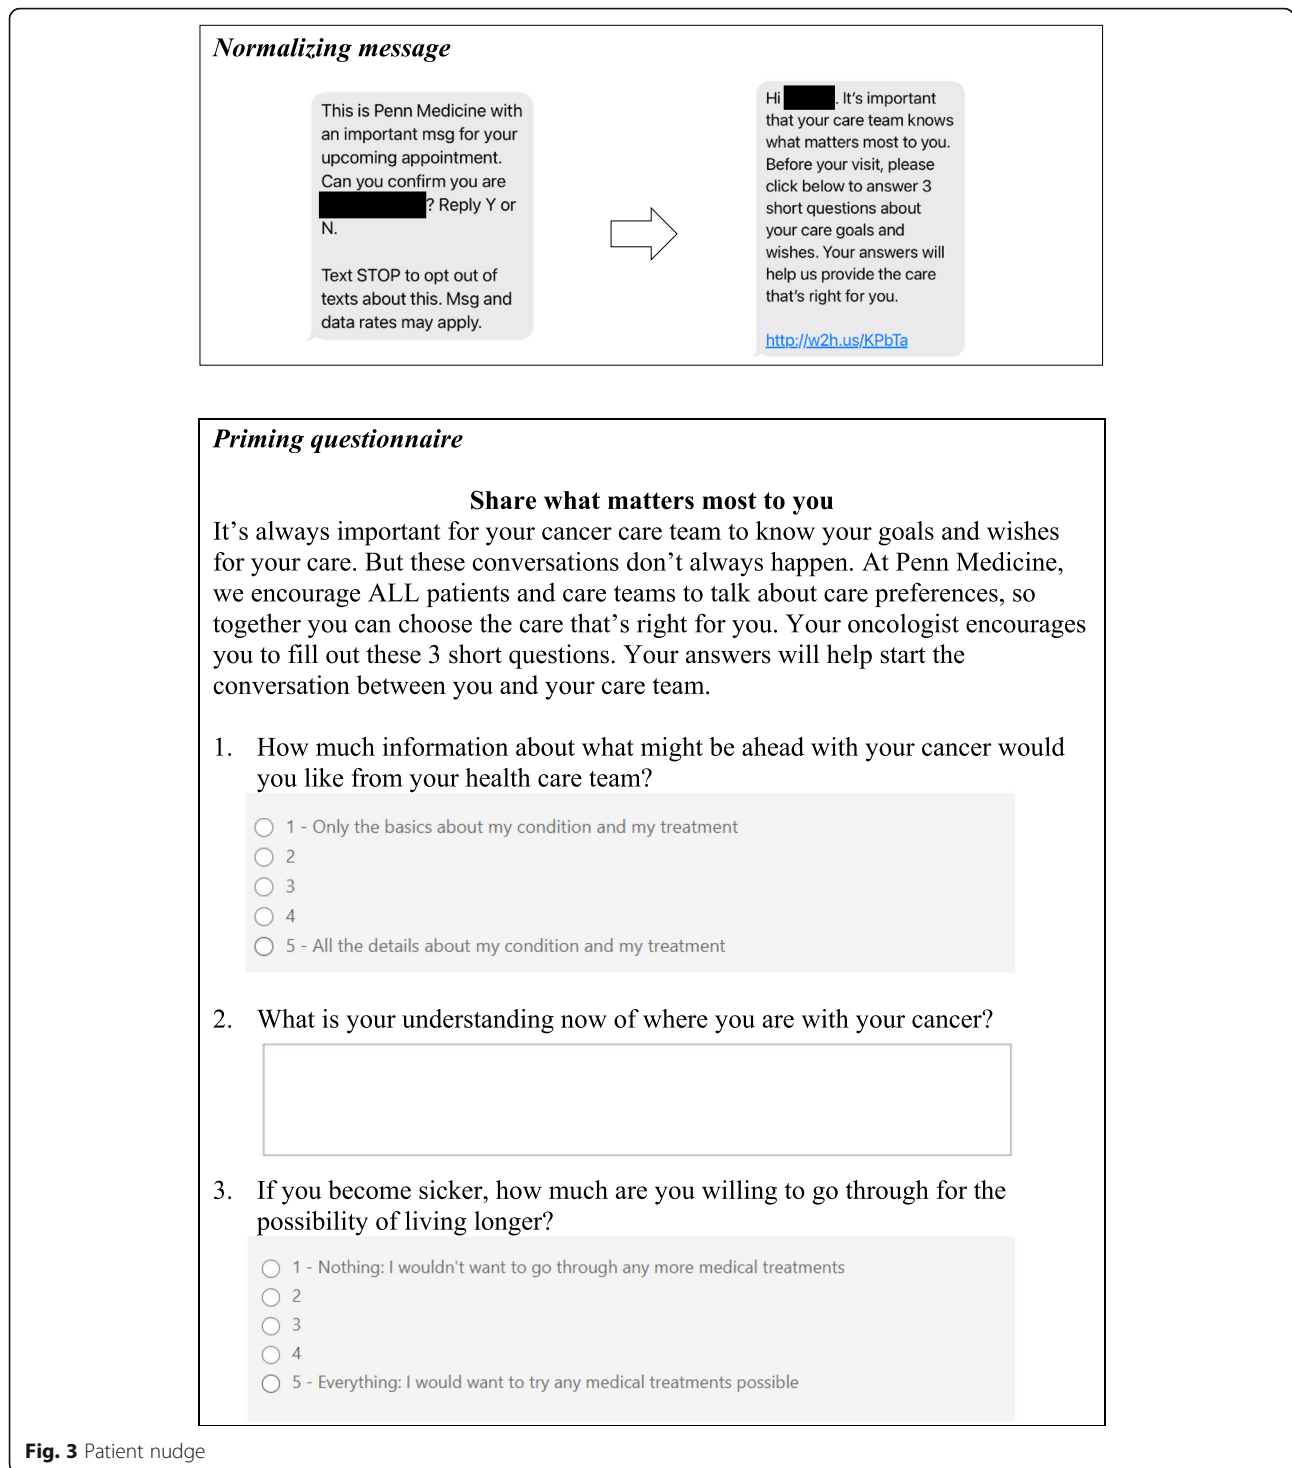 Normalizing message
This is Penn Medicine with
an important msg for your
upcoming appointment.
Can you confirm you are
? Reply Y or
N.
Text STOP to opt out of
texts about this. Msg and
data rates may apply.
Hi . It's important
that your care team knows
what matters most to you.
Before your visit, please
click below to answer 3
short questions about
your care goals and
wishes. Your answers will
help us provide the care
that's right for you.
http://w2h.us/KPbTa
Priming questionnaire
Share what matters most to you
It's always important for your cancer care team to know your goals and wishes
for your care. But these conversations don't always happen. At Penn Medicine,
we encourage ALL patients and care teams to talk about care preferences, so
together you can choose the care that's right for you. Your oncologist encourages
you to fill out these 3 short questions. Your answers will help start the
conversation between you and your care team.
1. How much information about what might be ahead with your cancer would
you like from your health care team?
1 - Only the basics about my condition and my treatment
2
3
4
5 - All the details about my condition and my treatment
2. What is your understanding now of where you are with your cancer?
3. If you become sicker, how much are you willing to go through for the
possibility of living longer?
1 - Nothing: I wouldn't want to go through any more medical treatments
2
3
4
5 - Everything: I would want to try any medical treatments possible
Fig. 3 Patient nudge